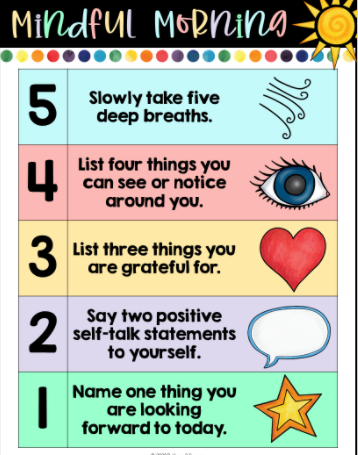 MiNdFUL MoRNiNg
5
Slowly take five
deep breaths.
4
List four things you
can see or notice
around you.
3
List three things you
are grateful for.
2
Say two positive
self-talk statements
to yourself.
1
Name one thing you
are looking
forward to today.